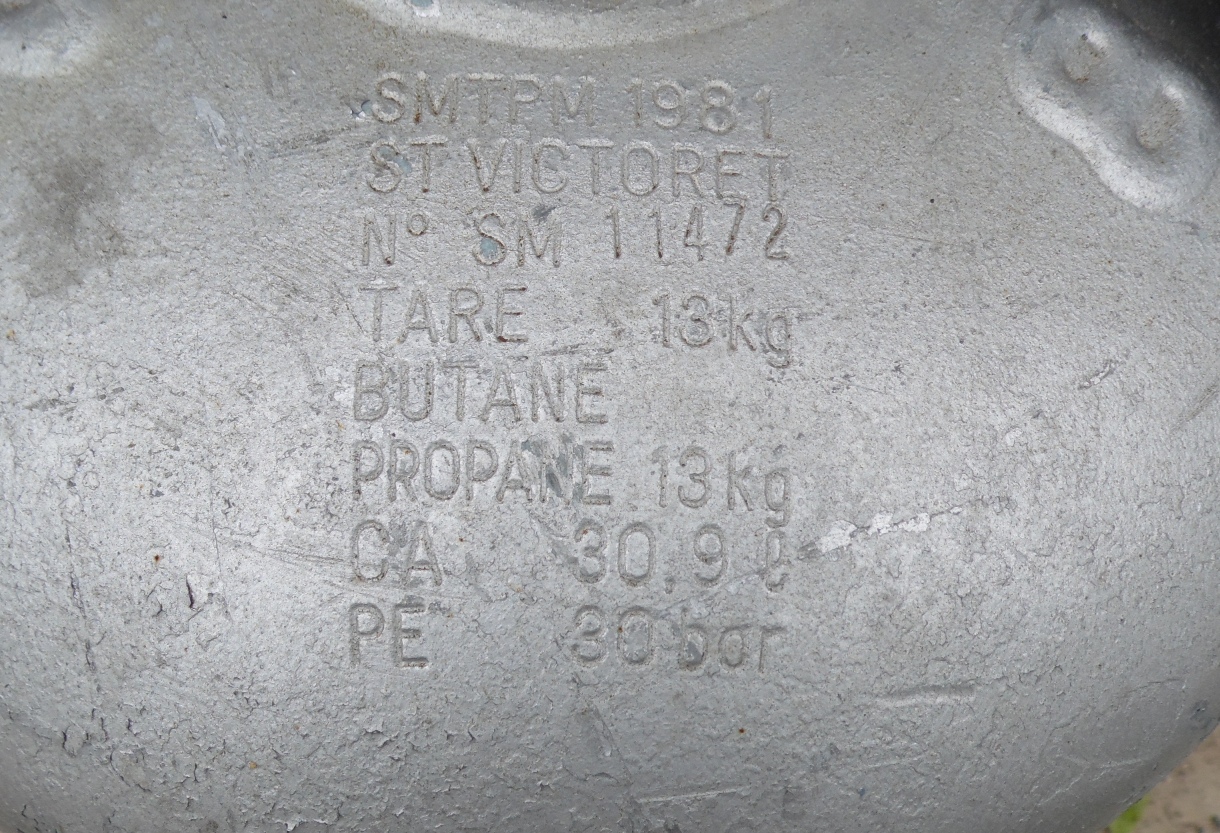 SMTPM 1981
ST VICTORET
N° SM 11472
TARE 13kg
BUTANE
PROPANE 13kg
CA 30,9 l
PE 30 bar